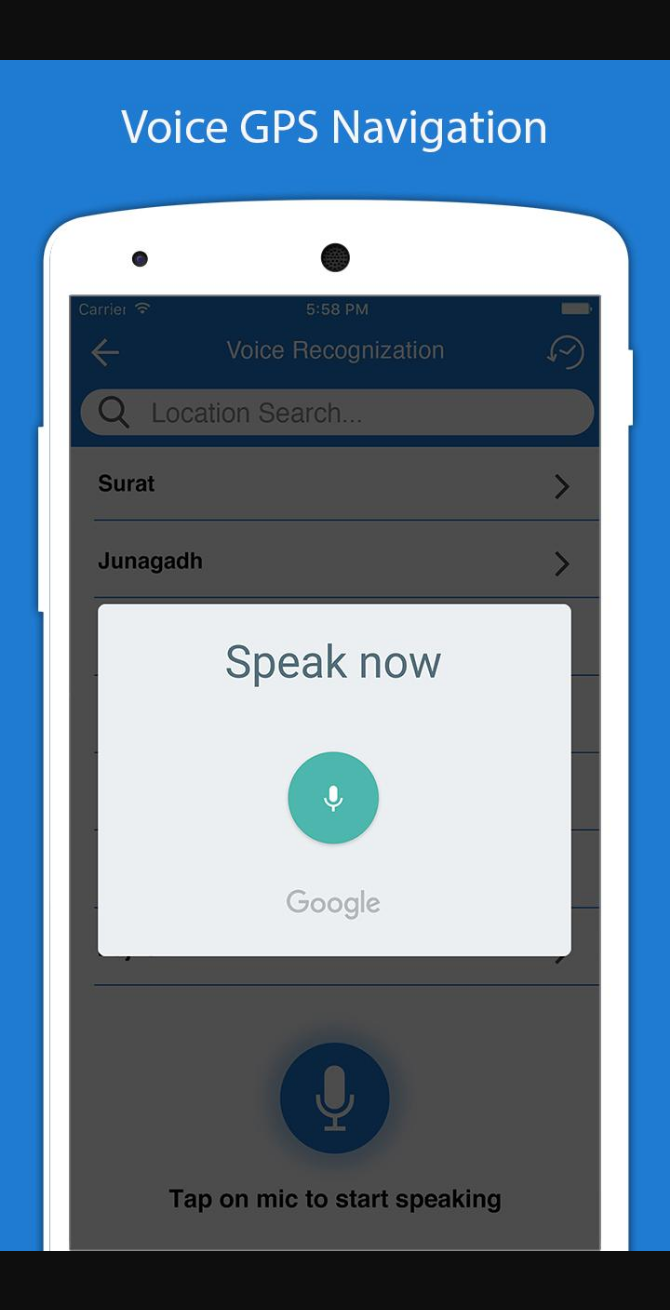 Voice GPS Navigation
Carrier
5:58 PM
Voice Recognization
Location Search...
Surat
Junagadh
Speak now
Google
Tap on mic to start speaking